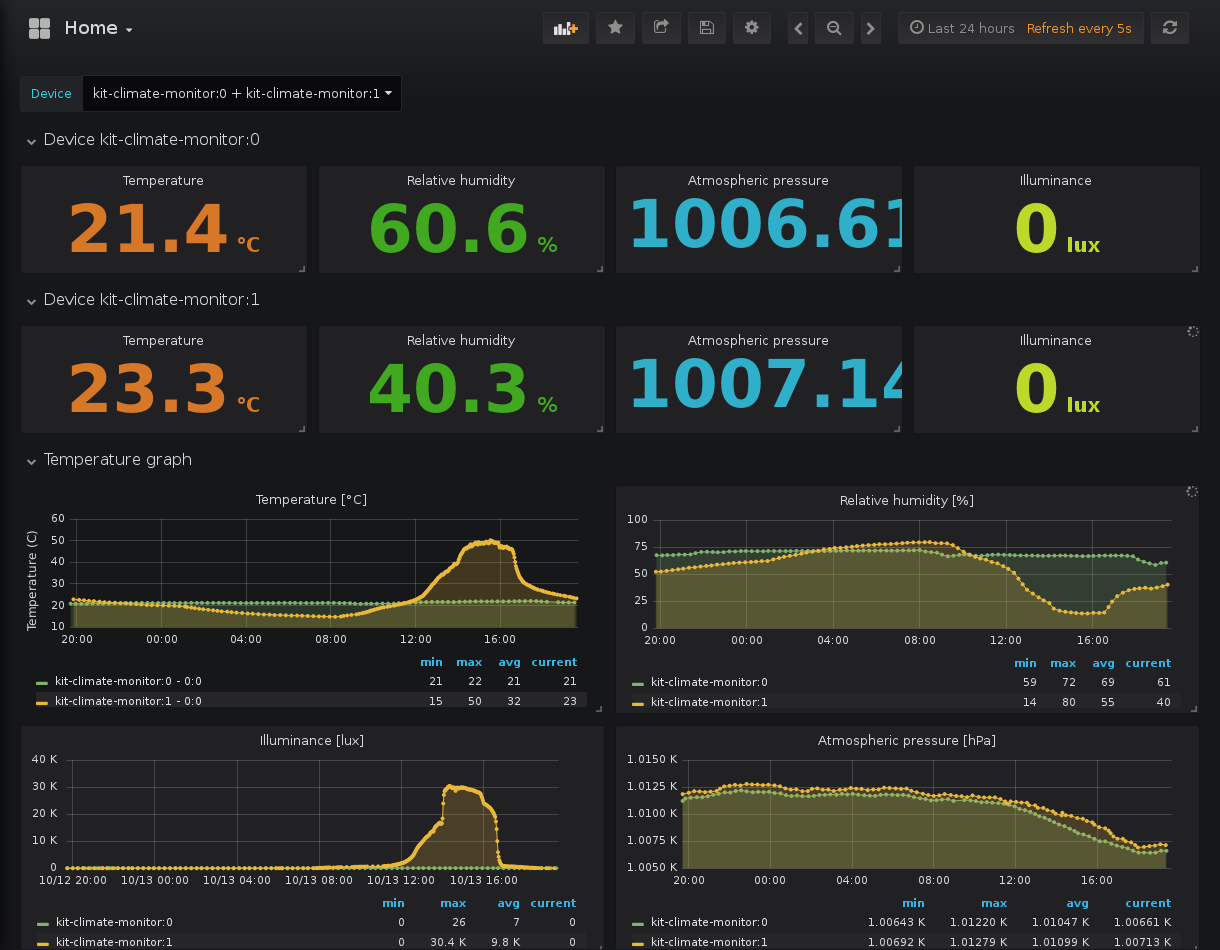 Home
Last 24 hours Refresh every 5s
Device kit-climate-monitor:0 + kit-climate-monitor:1
Device kit-climate-monitor:0
Temperature Relative humidity Atmospheric pressure Illuminance
21.4 °C 60.6 % 1006.61 0 lux
Device kit-climate-monitor:1
Temperature Relative humidity Atmospheric pressure Illuminance
23.3 °C 40.3 % 1007.14 0 lux
Temperature graph
Temperature [°C]
Temperature (C)
60
50
40
30
20
10
20:00 00:00 04:00 08:00 12:00 16:00
min max avg current
kit-climate-monitor:0 - 0:0 21 22 21 21
kit-climate-monitor:1 - 0:0 15 50 32 23
Relative humidity [%]
100
75
50
25
0
20:00 00:00 04:00 08:00 12:00 16:00
min max avg current
kit-climate-monitor:0 59 72 69 61
kit-climate-monitor:1 14 80 55 40
Illuminance [lux]
40 K
30 K
20 K
10 K
0
10/12 20:00 10/13 00:00 10/13 04:00 10/13 08:00 10/13 12:00 10/13 16:00
min max avg current
kit-climate-monitor:0 0 26 7 0
kit-climate-monitor:1 0 30.4 K 9.8 K 0
Atmospheric pressure [hPa]
1.0150 K
1.0125 K
1.0100 K
1.0075 K
1.0050 K
20:00 00:00 04:00 08:00 12:00 16:00
min max avg current
kit-climate-monitor:0 1.00643 K 1.01220 K 1.01047 K 1.00661 K
kit-climate-monitor:1 1.00692 K 1.01279 K 1.01099 K 1.00713 K